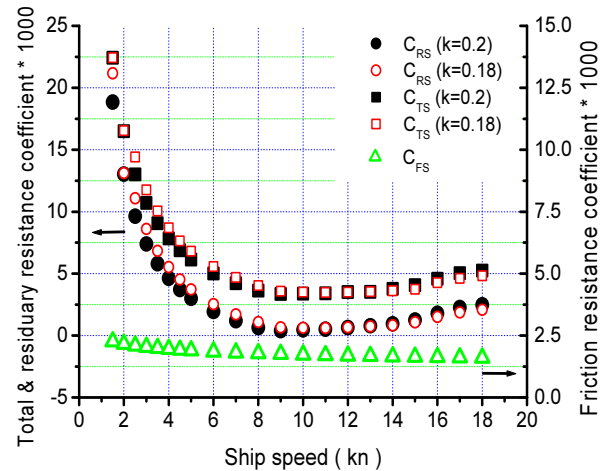 Total & residuary resistance coefficient * 1000
25
20
15
10
5
0
-5
C_RS (k=0.2)
C_RS (k=0.18)
C_TS (k=0.2)
C_TS (k=0.18)
C_FS
15.0
12.5
10.0
7.5
5.0
2.5
0.0
Friction resistance coefficient * 1000
0 2 4 6 8 10 12 14 16 18 20
Ship speed ( kn )